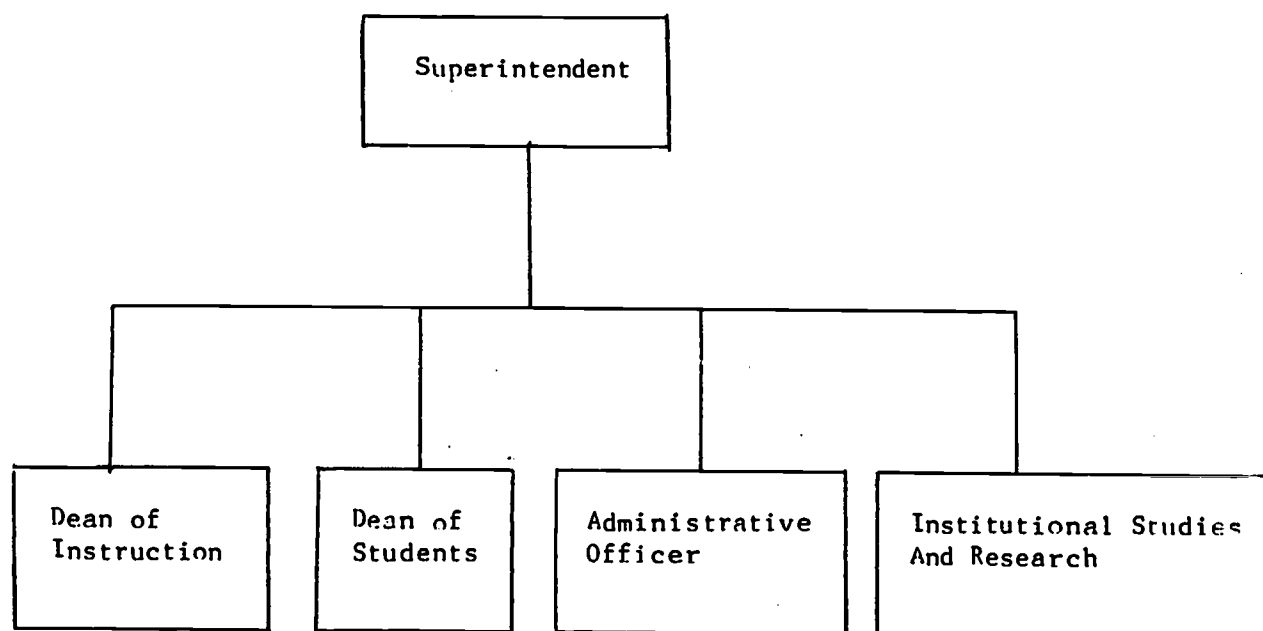 Superintendent
Dean of
Instruction
Dean of
Students
Administrative
Officer
Institutional Studies
And Research